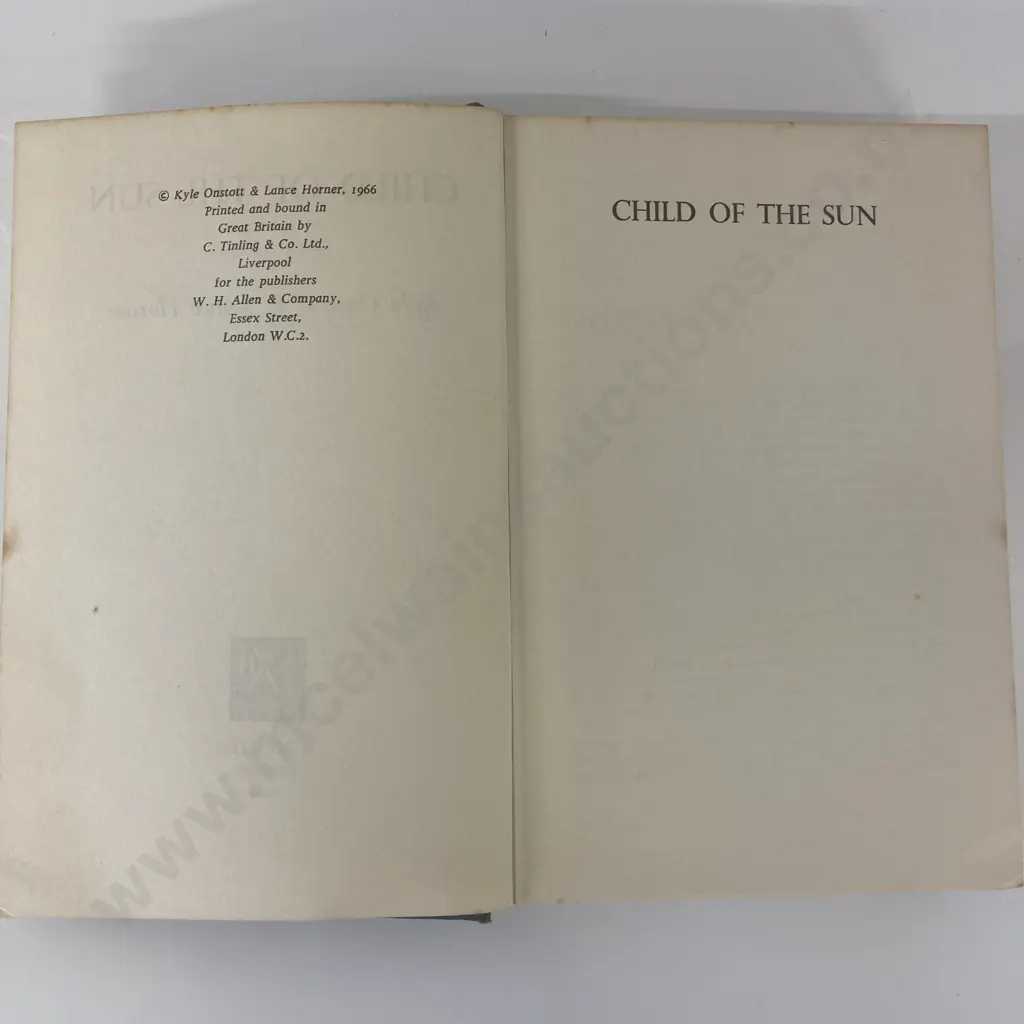 © Kyle Onstott & Lance Horner, 1966
Printed and bound in
Great Britain by
C. Tinling & Co. Ltd.,
Liverpool
for the publishers
W. H. Allen & Company,
Essex Street,
London W.C.2.
CHILD OF THE SUN